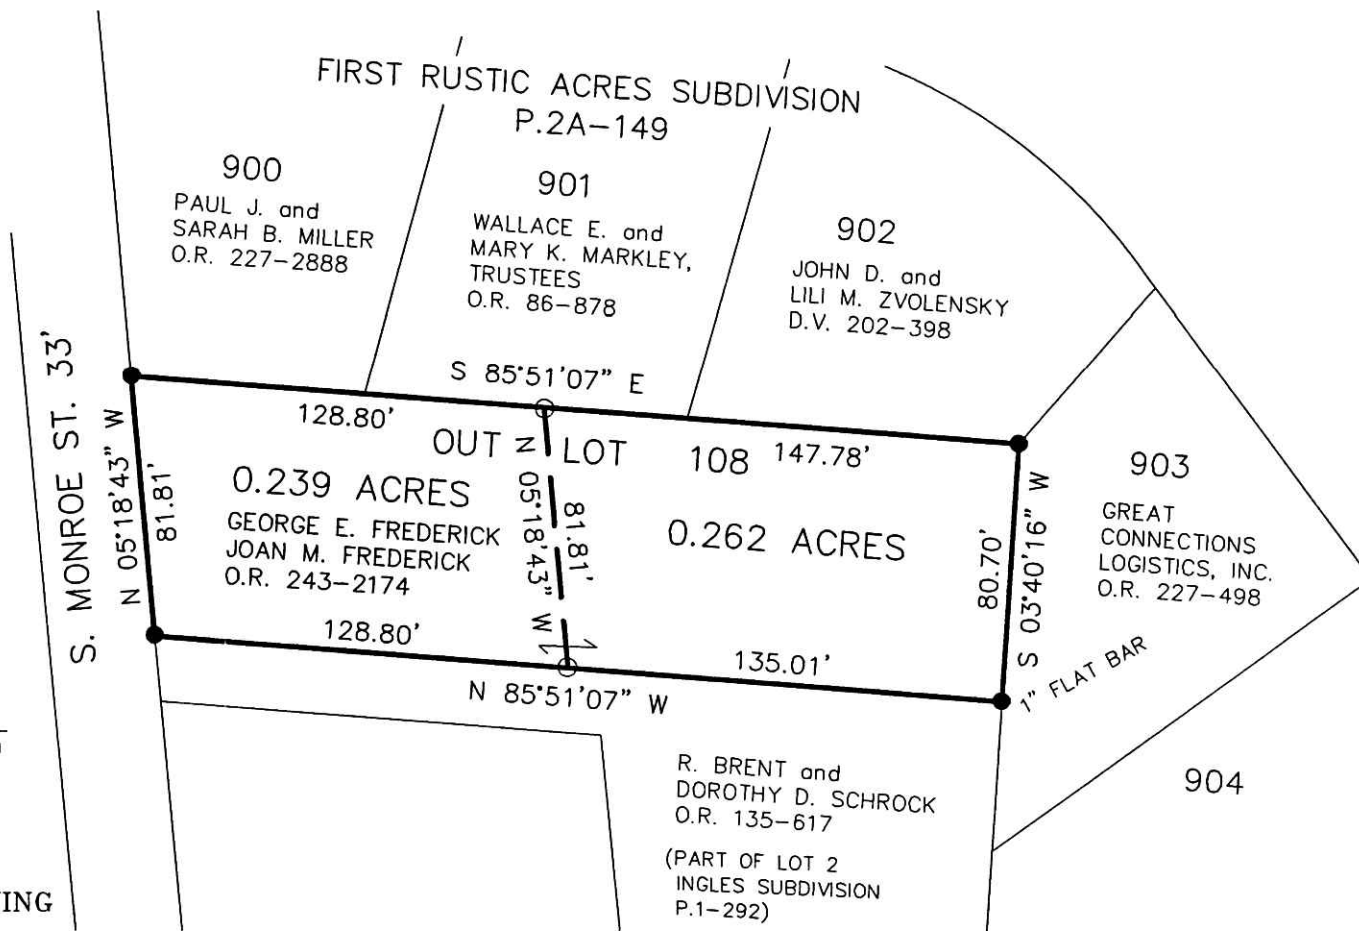 FIRST RUSTIC ACRES SUBDIVISION
P.2A-149
900
PAUL J. and
SARAH B. MILLER
O.R. 227-2888
901
WALLACE E. and
MARY K. MARKLEY,
TRUSTEES
O.R. 86-878
902
JOHN D. and
LILI M. ZVOLENSKY
D.V. 202-398
S. MONROE ST. 33'
N 05°18'43" W
81.81'
S 85°51'07" E
128.80'
147.78'
OUT LOT 108
0.239 ACRES
GEORGE E. FREDERICK
JOAN M. FREDERICK
O.R. 243-2174
N 05°18'43" W
81.81'
0.262 ACRES
80.70'
S 03°40'16" W
903
GREAT
CONNECTIONS
LOGISTICS, INC.
O.R. 227-498
128.80'
135.01'
N 85°51'07" W
1" FLAT BAR
904
R. BRENT and
DOROTHY D. SCHROCK
O.R. 135-617
(PART OF LOT 2
INGLES SUBDIVISION
P.1-292)
ING